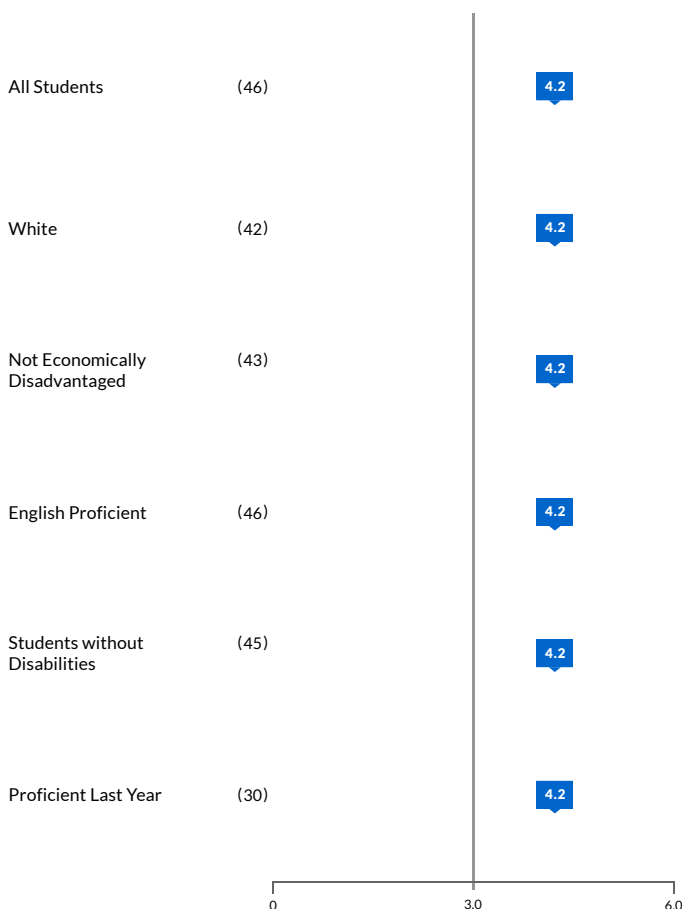 All Students (46) 4.2
White (42) 4.2
Not Economically (43) 4.2
Disadvantaged
English Proficient (46) 4.2
Students without (45) 4.2
Disabilities
Proficient Last Year (30) 4.2
0 3.0 6.0